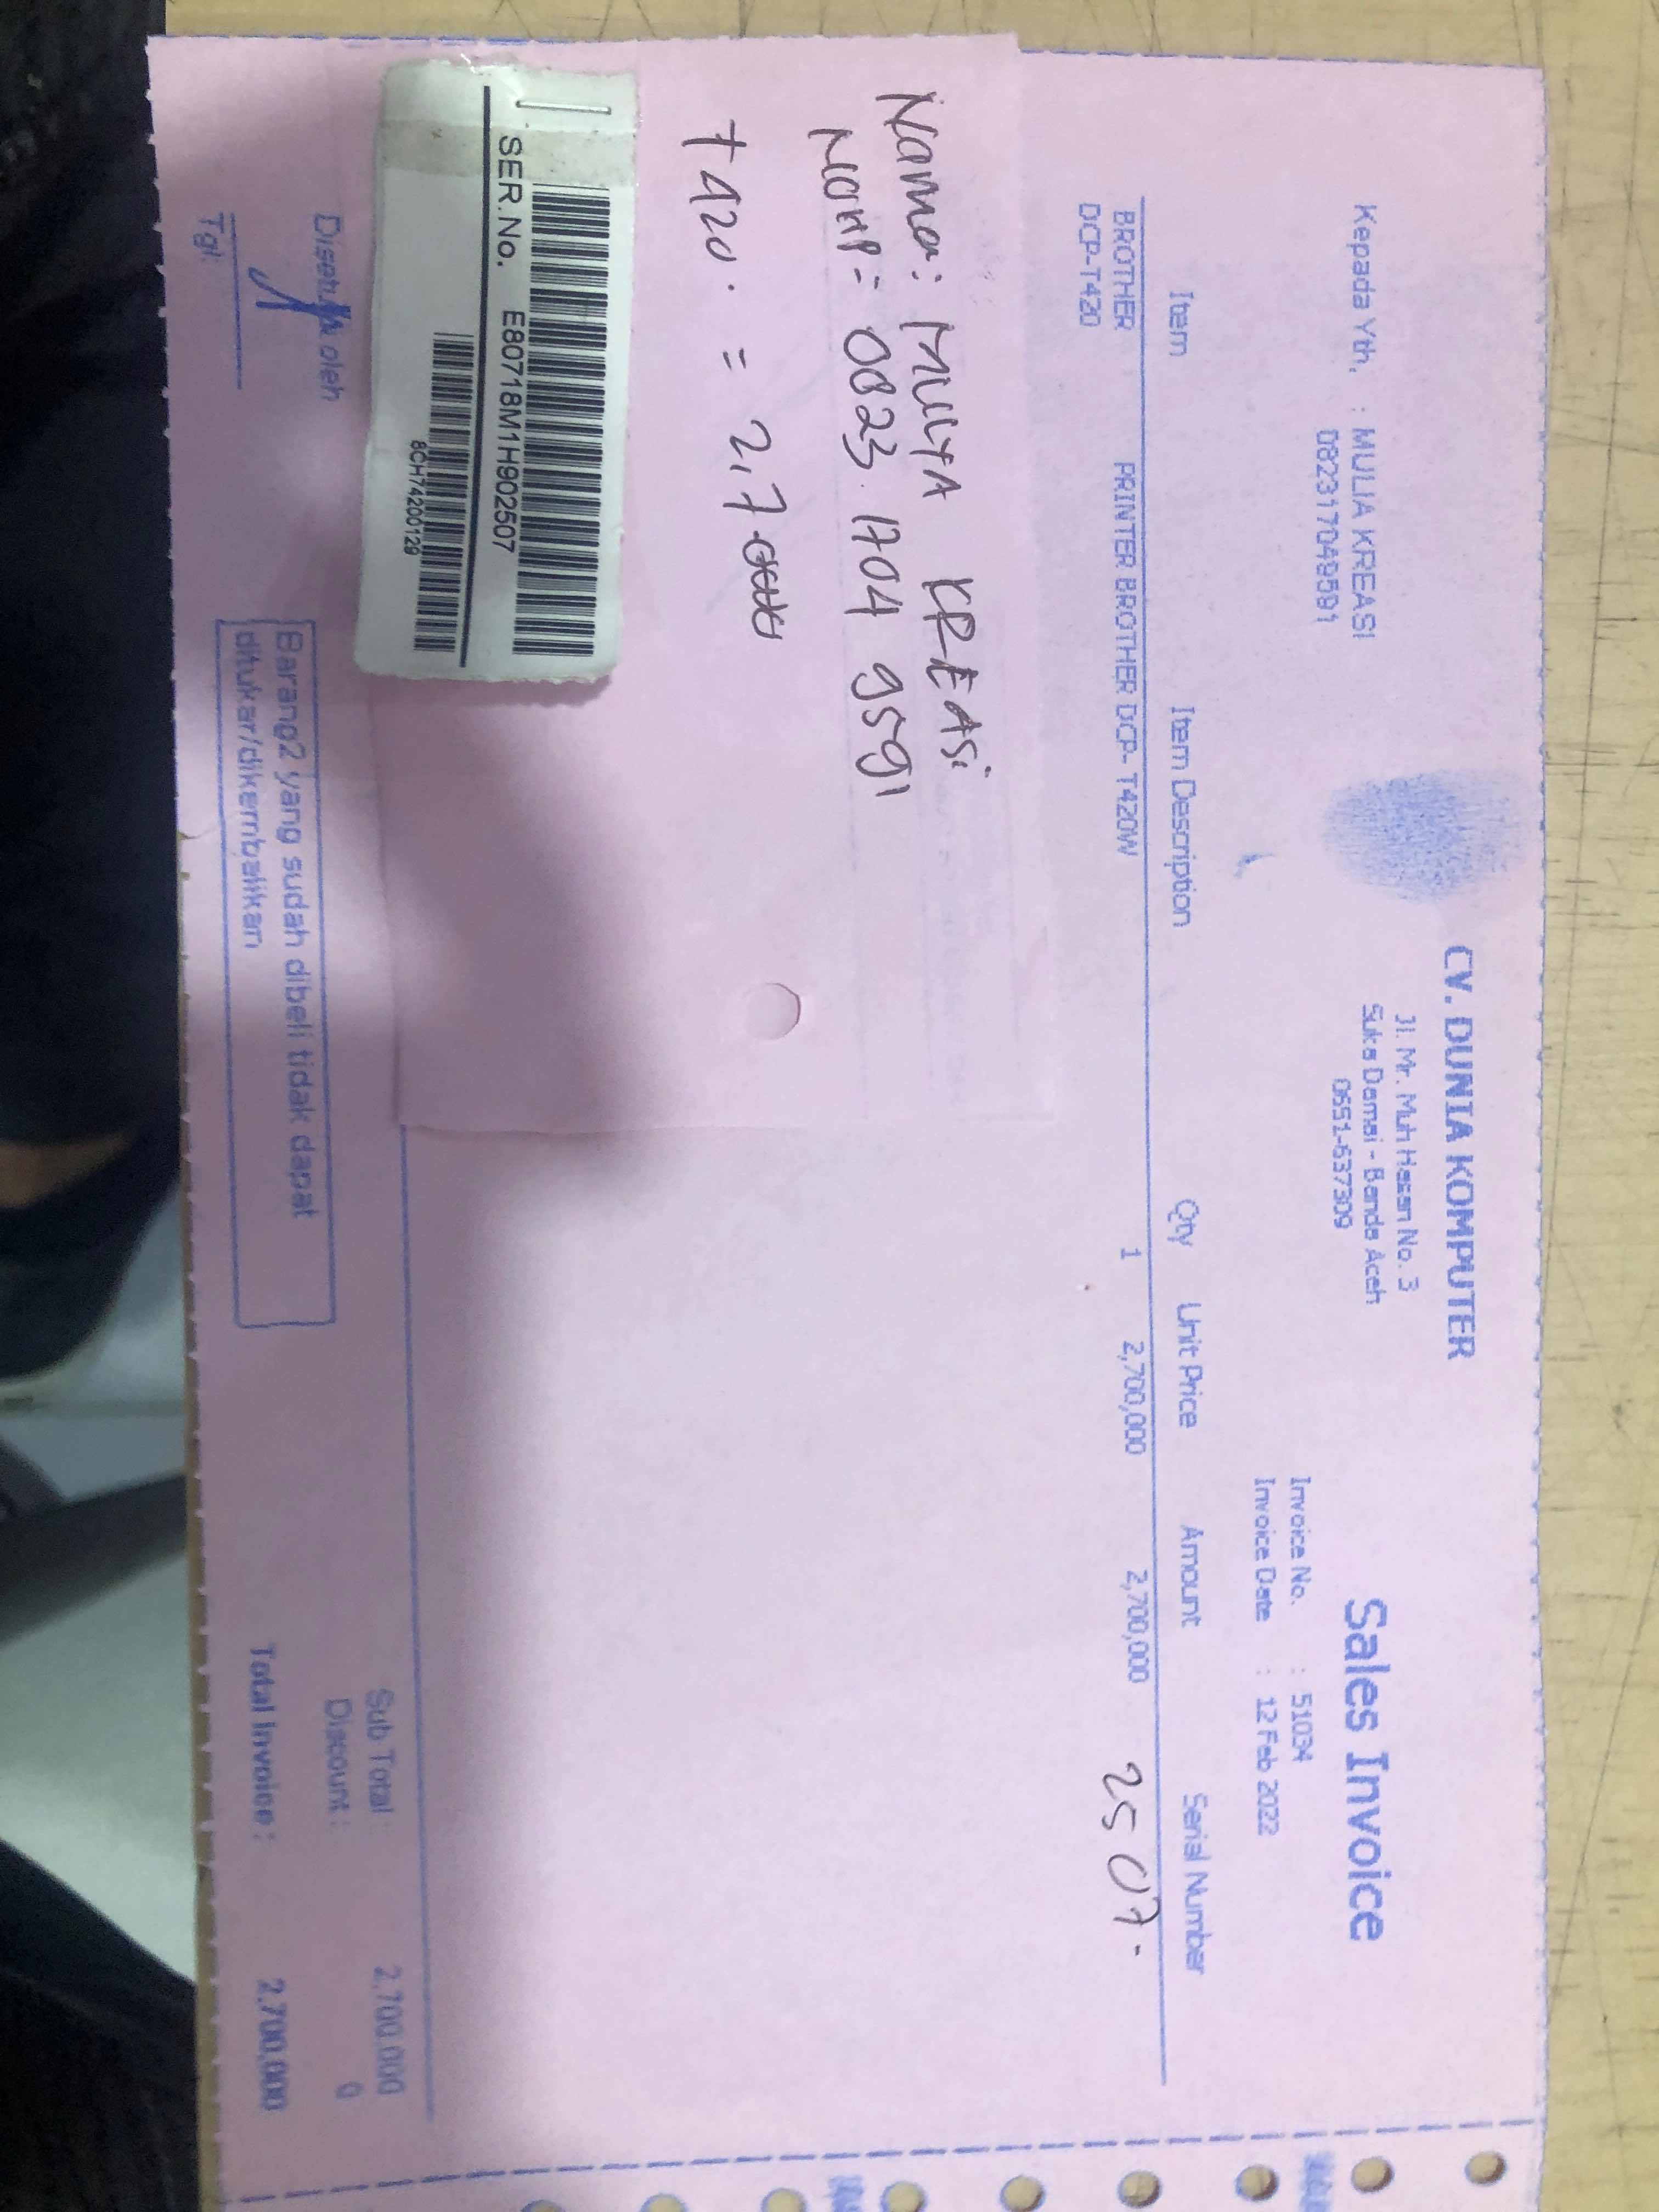 CV. DUNIA KOMPUTER
Jl. Mr. Muh Hasan No. 3
Suka Damai - Banda Aceh
0651-637309
Sales Invoice
Kepada Yth, : MULIA KREASI
082317049591
Invoice No. : 51034
Invoice Date : 12 Feb 2022
Item Item Description Qty Unit Price Amount Serial Number
BROTHER DCP-T420 PRINTER BROTHER DCP- T420W 1 2,700,000 2,700,000 2507.
Nama: MULYA KREASi
NoHP = 0823 1704 9591
T420. = 2,7
SER.No. E80718M1H902507
8CH74200129
Sub Total : 2,700,000
Discount : 0
Total Invoice : 2,700,000
Disetujui oleh
Tgl:
Barang2 yang sudah dibeli tidak dapat
ditukar/dikembalikan